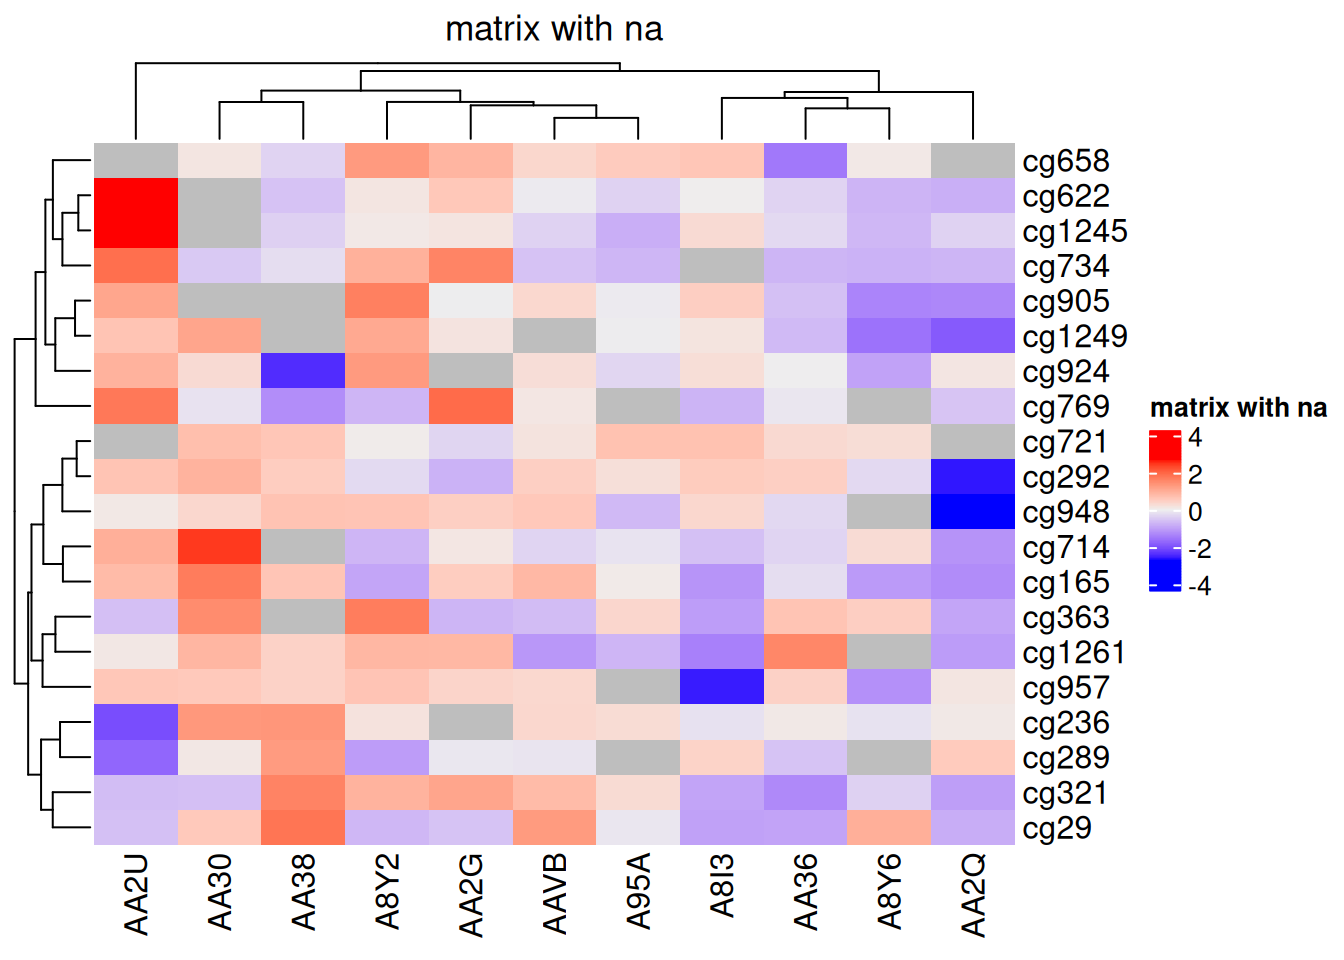 matrix with na
cg658
cg622
cg1245
cg734
cg905
cg1249
cg924
cg769
cg721
cg292
cg948
cg714
cg165
cg363
cg1261
cg957
cg236
cg289
cg321
cg29
matrix with na
4
2
0
-2
-4
AA2U
AA30
AA38
A8Y2
AA2G
AAVB
A95A
A8I3
AA36
A8Y6
AA2Q